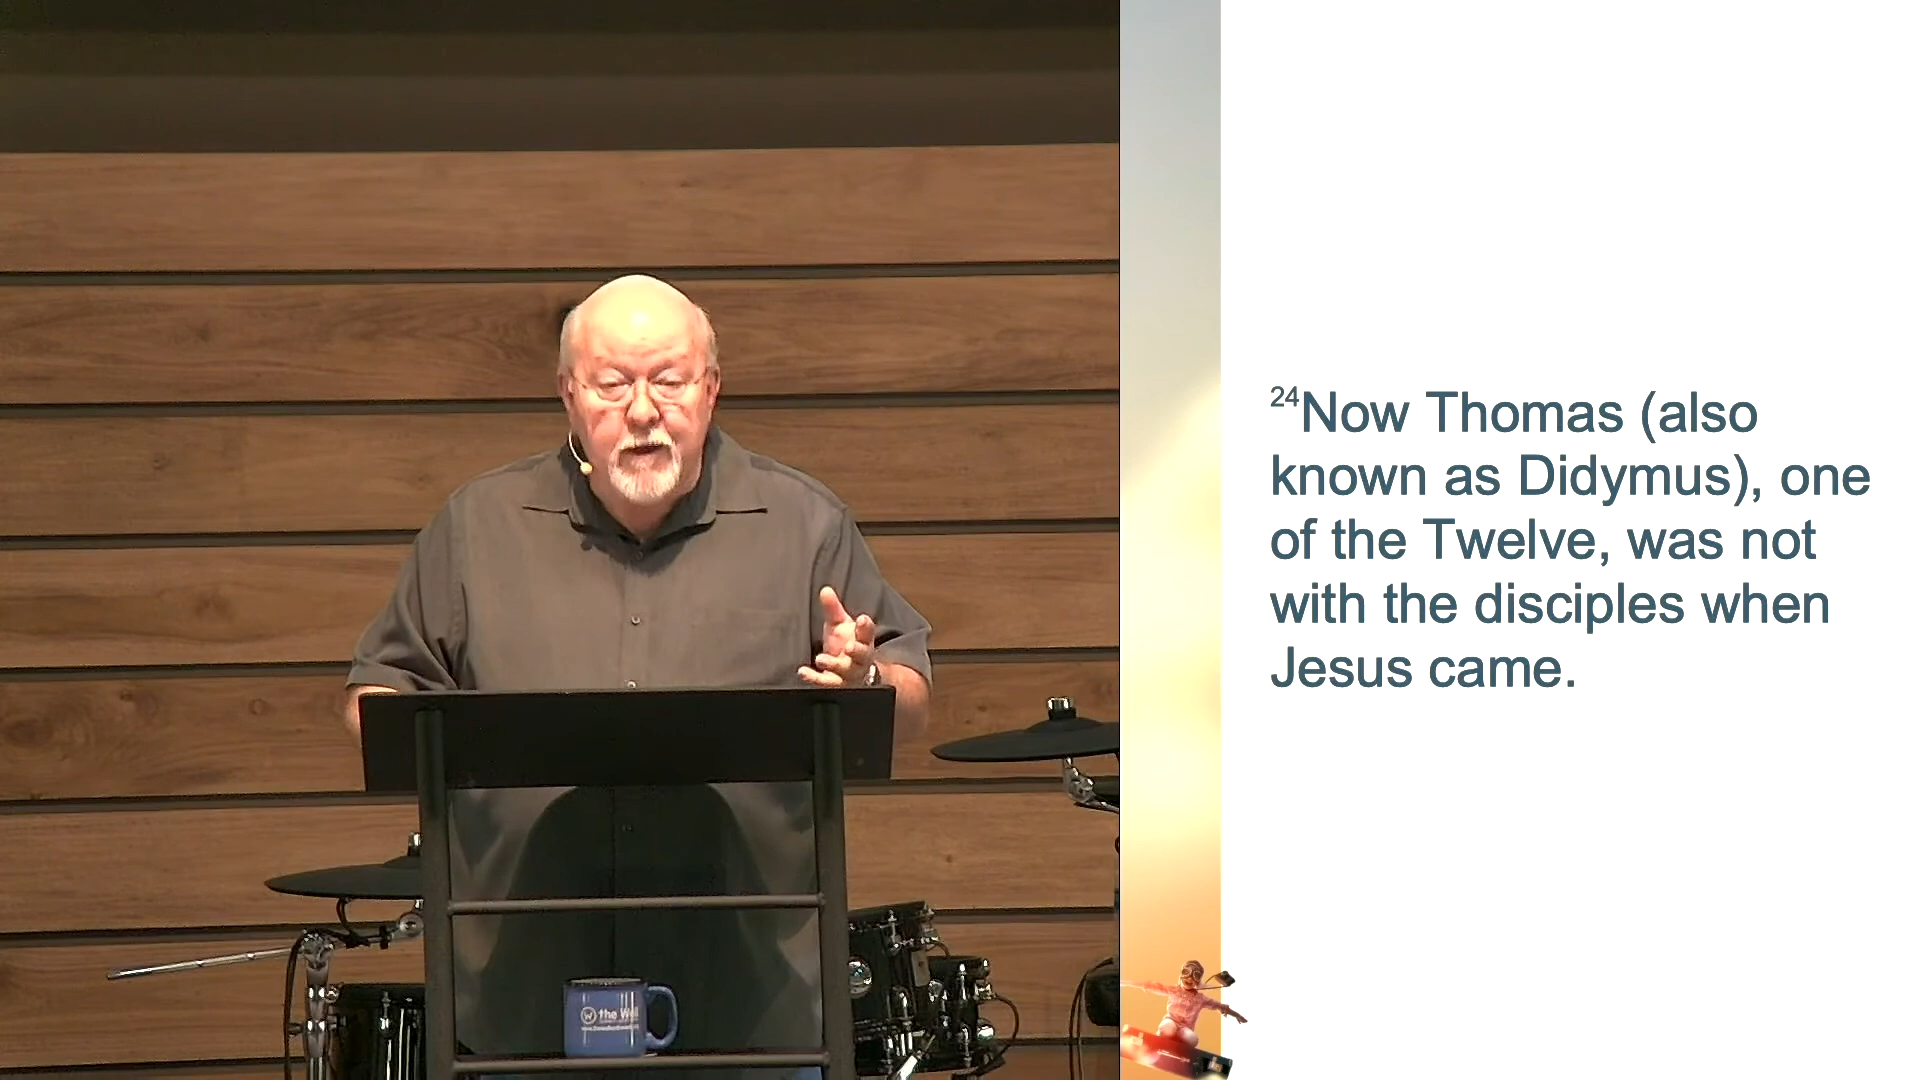 the Well
24Now Thomas (also
known as Didymus), one
of the Twelve, was not
with the disciples when
Jesus came.